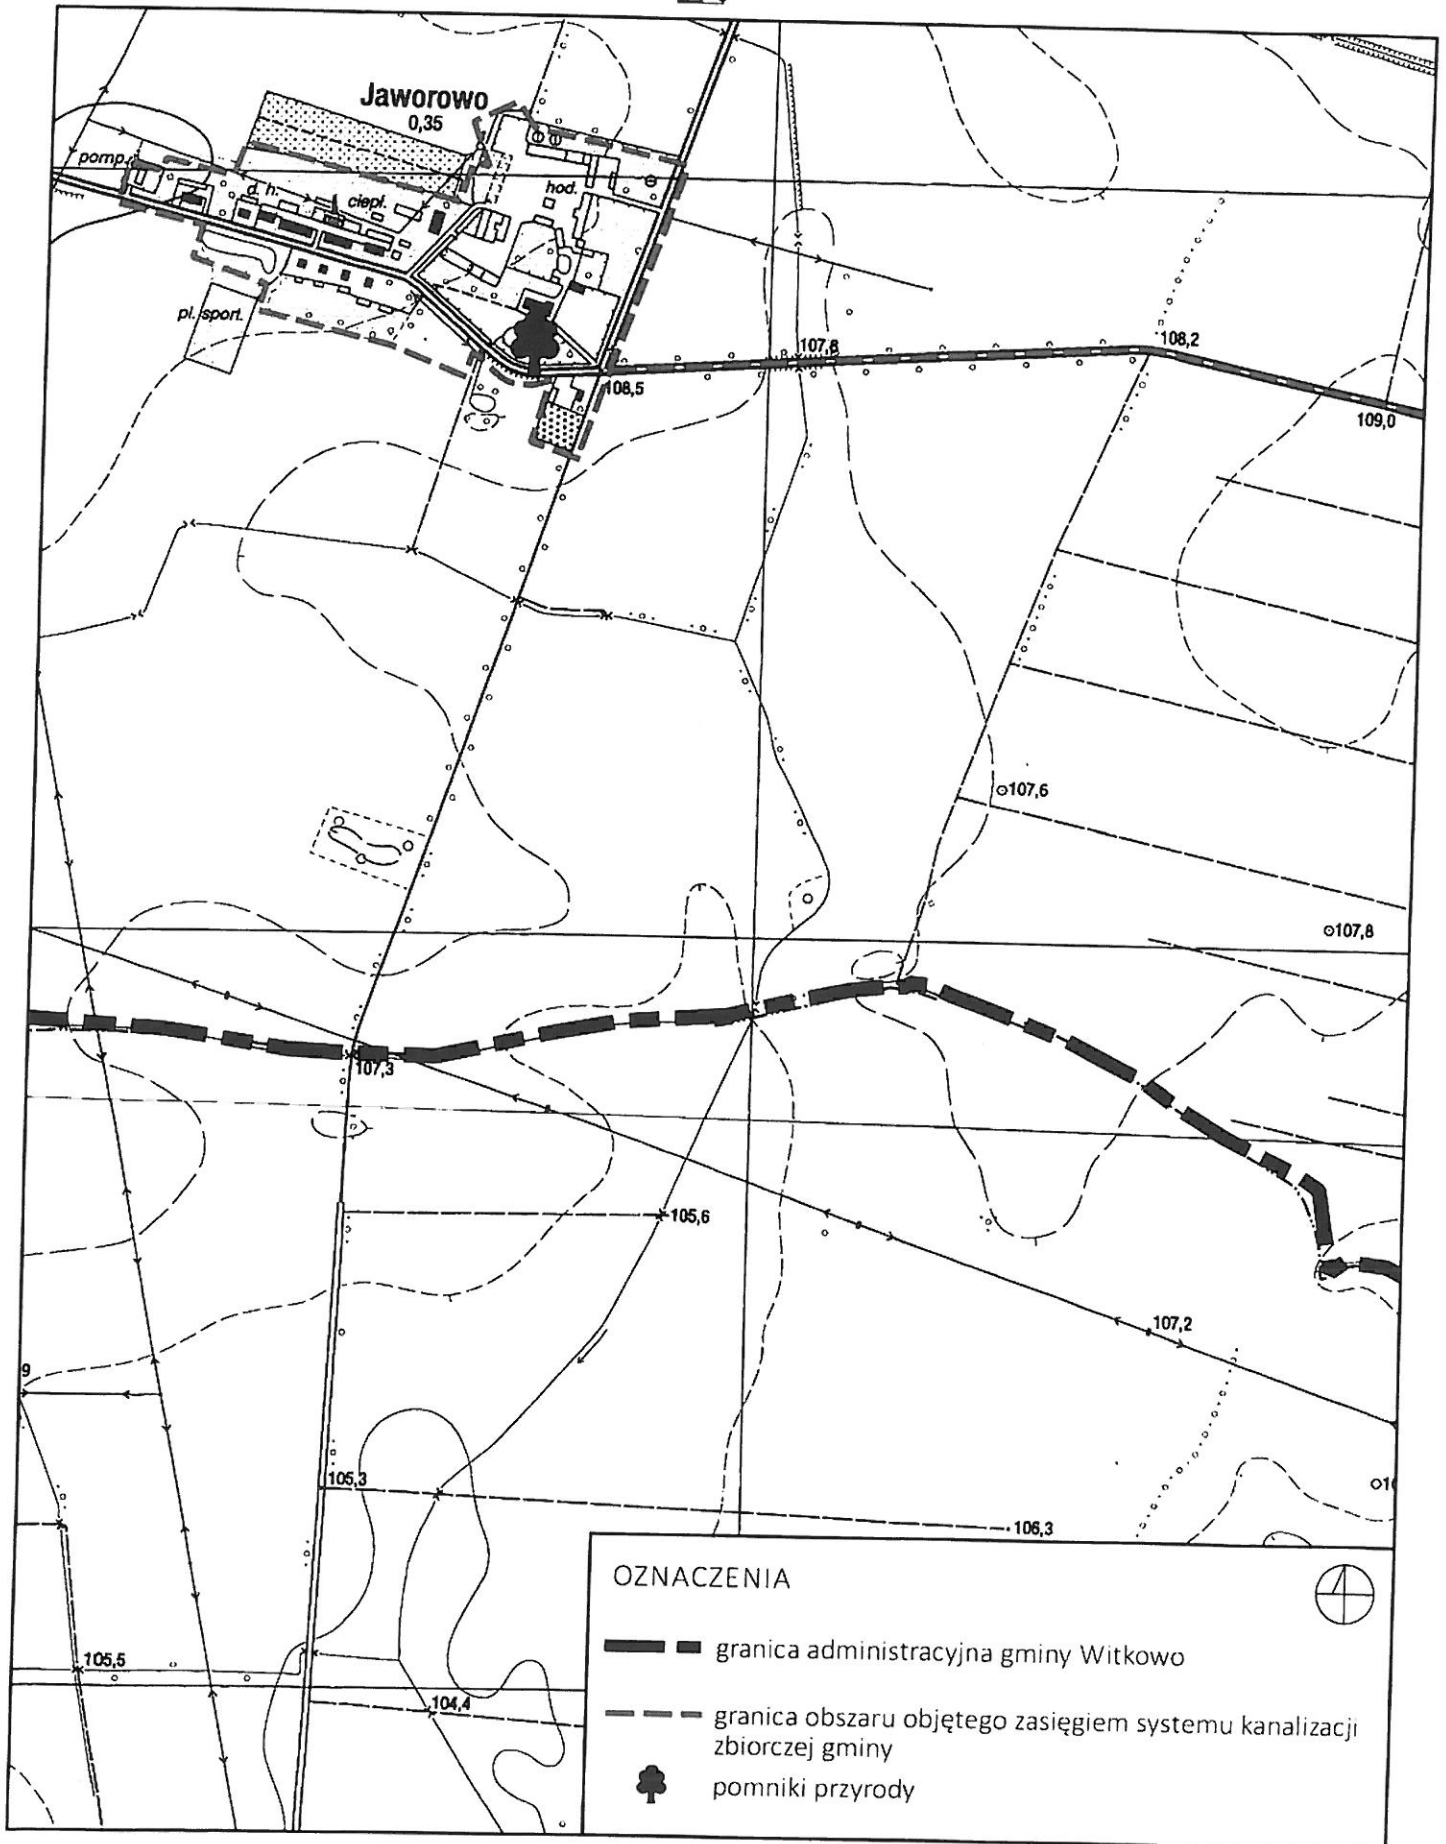 Jaworowo
0,35
pomp.
d. h.
ciepl.
hod.
pl. sport.
107,8
108,2
108,5
109,0
107,6
107,8
107,3
105,6
107,2
9
105,3
106,3
105,5
104,4
OZNACZENIA
granica administracyjna gminy Witkowo
granica obszaru objętego zasięgiem systemu kanalizacji
zbiorczej gminy
pomniki przyrody